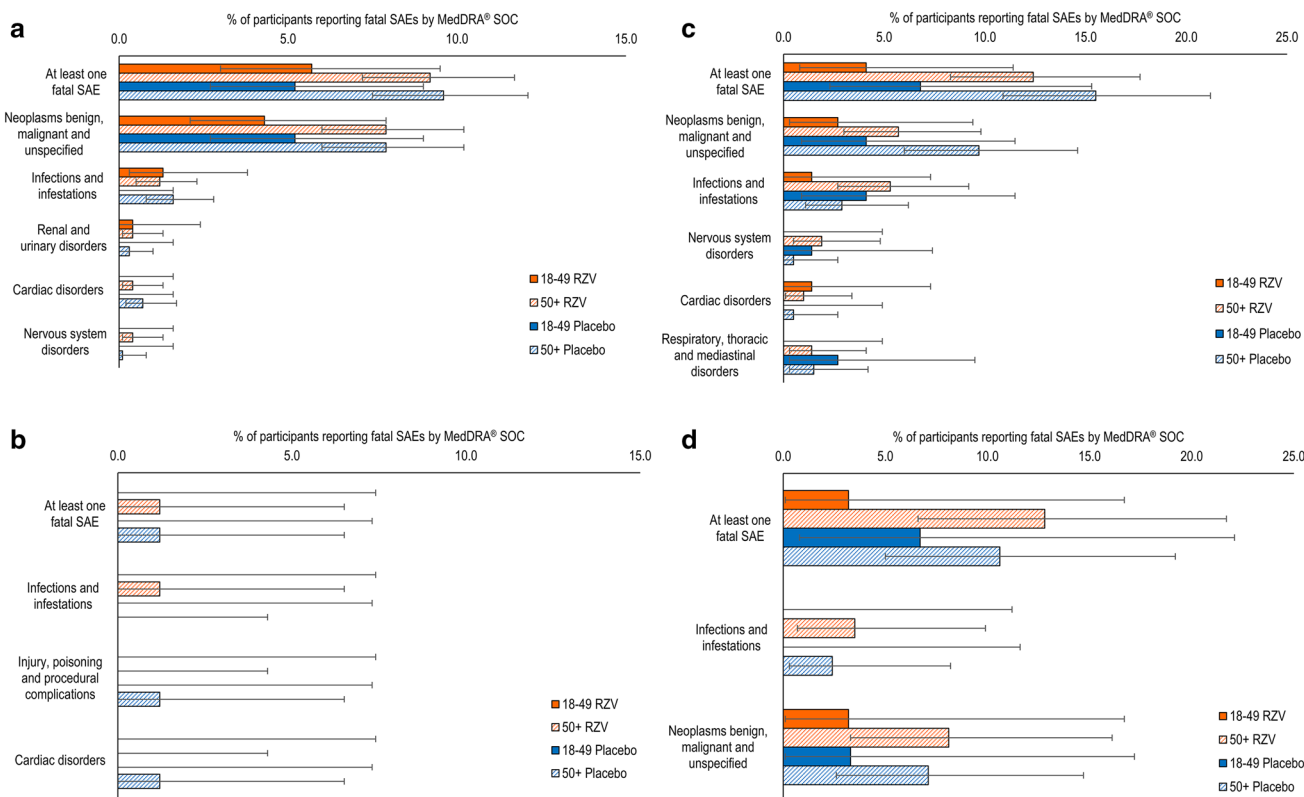 a
% of participants reporting fatal SAEs by MedDRA® SOC
0.0 5.0 10.0 15.0
At least one
fatal SAE
Neoplasms benign,
malignant and
unspecified
Infections and
infestations
Renal and
urinary disorders
Cardiac disorders
Nervous system
disorders
18-49 RZV
50+ RZV
18-49 Placebo
50+ Placebo
c
% of participants reporting fatal SAEs by MedDRA® SOC
0.0 5.0 10.0 15.0 20.0 25.0
At least one
fatal SAE
Neoplasms benign,
malignant and
unspecified
Infections and
infestations
Nervous system
disorders
Cardiac disorders
Respiratory, thoracic
and mediastinal
disorders
18-49 RZV
50+ RZV
18-49 Placebo
50+ Placebo
b
% of participants reporting fatal SAEs by MedDRA® SOC
0.0 5.0 10.0 15.0
At least one
fatal SAE
Infections and
infestations
Injury, poisoning
and procedural
complications
Cardiac disorders
18-49 RZV
50+ RZV
18-49 Placebo
50+ Placebo
d
% of participants reporting fatal SAEs by MedDRA® SOC
0.0 5.0 10.0 15.0 20.0 25.0
At least one
fatal SAE
Infections and
infestations
Neoplasms benign,
malignant and
unspecified
18-49 RZV
50+ RZV
18-49 Placebo
50+ Placebo